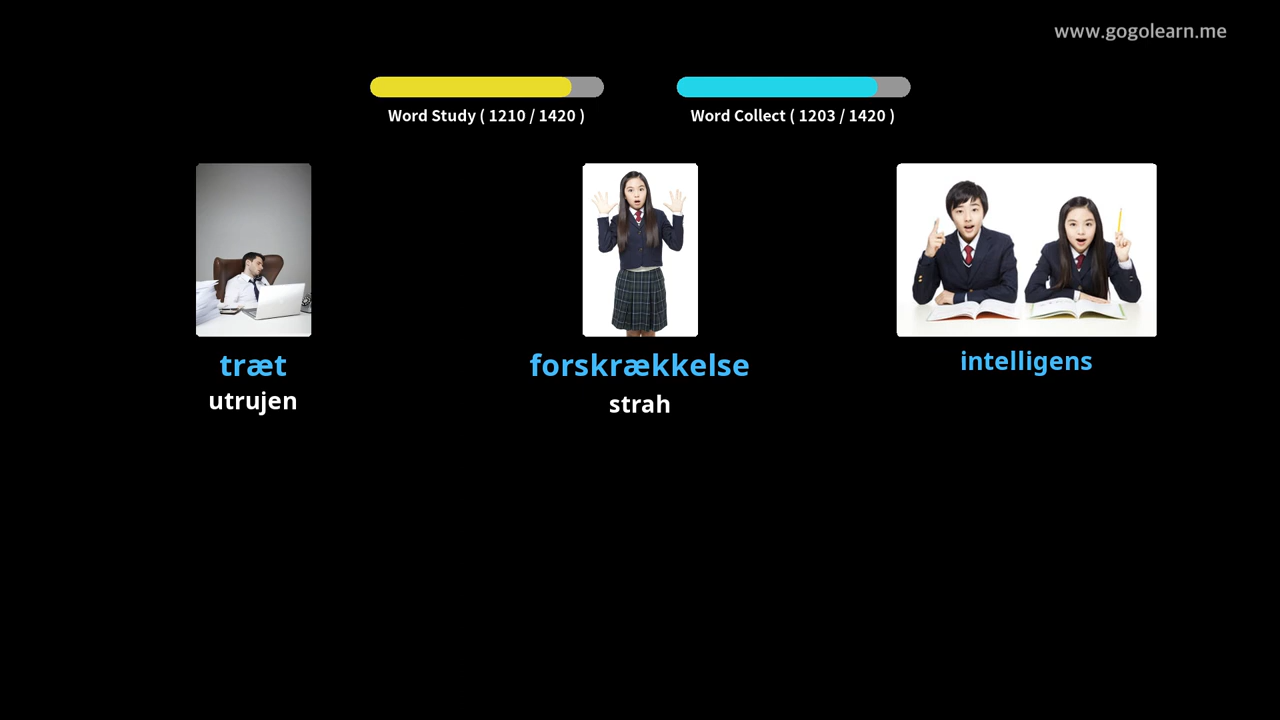 www.gogolearn.me
Word Study ( 1210 / 1420 )
Word Collect ( 1203 / 1420 )
træt
utrujen
forskrækkelse
strah
intelligens